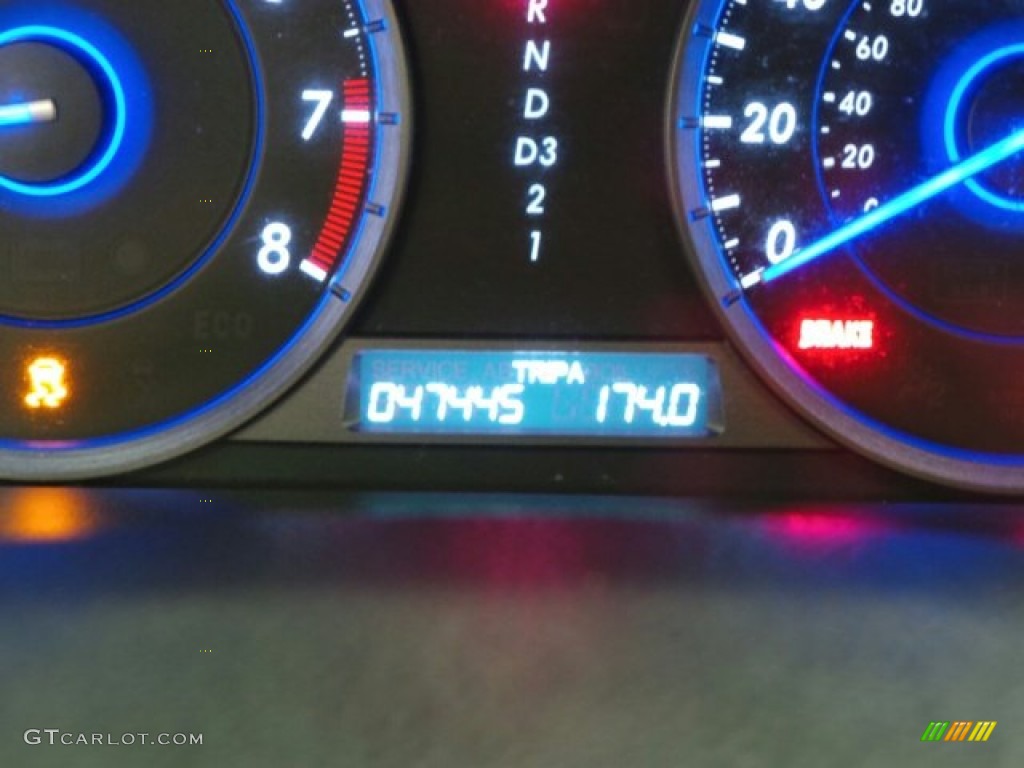 R
N
D
D3
2
1
7
8
80
60
40
20
20
0
ECO
BRAKE
SERVICE
TRIP A
047445 174.0
GTCARLOT.COM